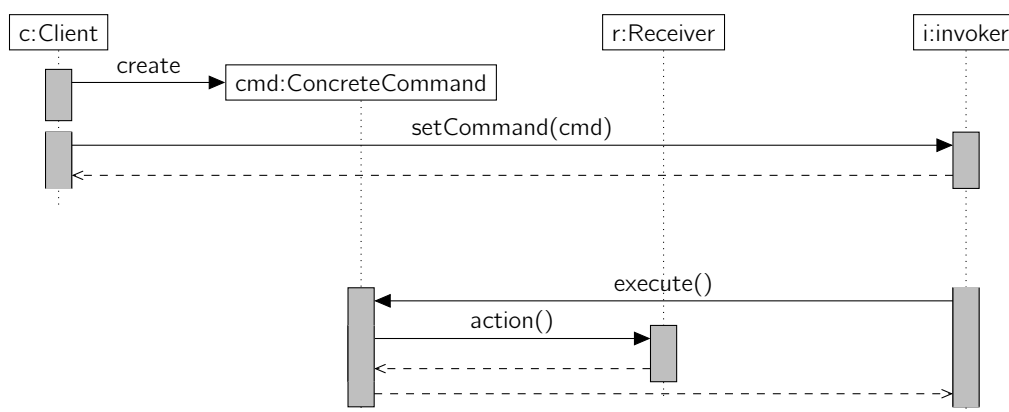 c:Client
r:Receiver
i:invoker
create
cmd:ConcreteCommand
setCommand(cmd)
execute()
action()